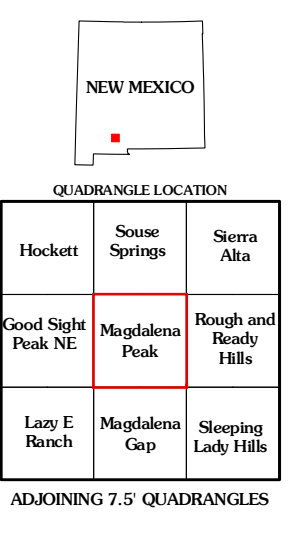 NEW MEXICO
QUADRANGLE LOCATION
Hockett
Souse
Springs
Sierra
Alta
Good Sight
Peak NE
Magdalena
Peak
Rough and
Ready
Hills
Lazy E
Ranch
Magdalena
Gap
Sleeping
Lady Hills
ADJOINING 7.5' QUADRANGLES